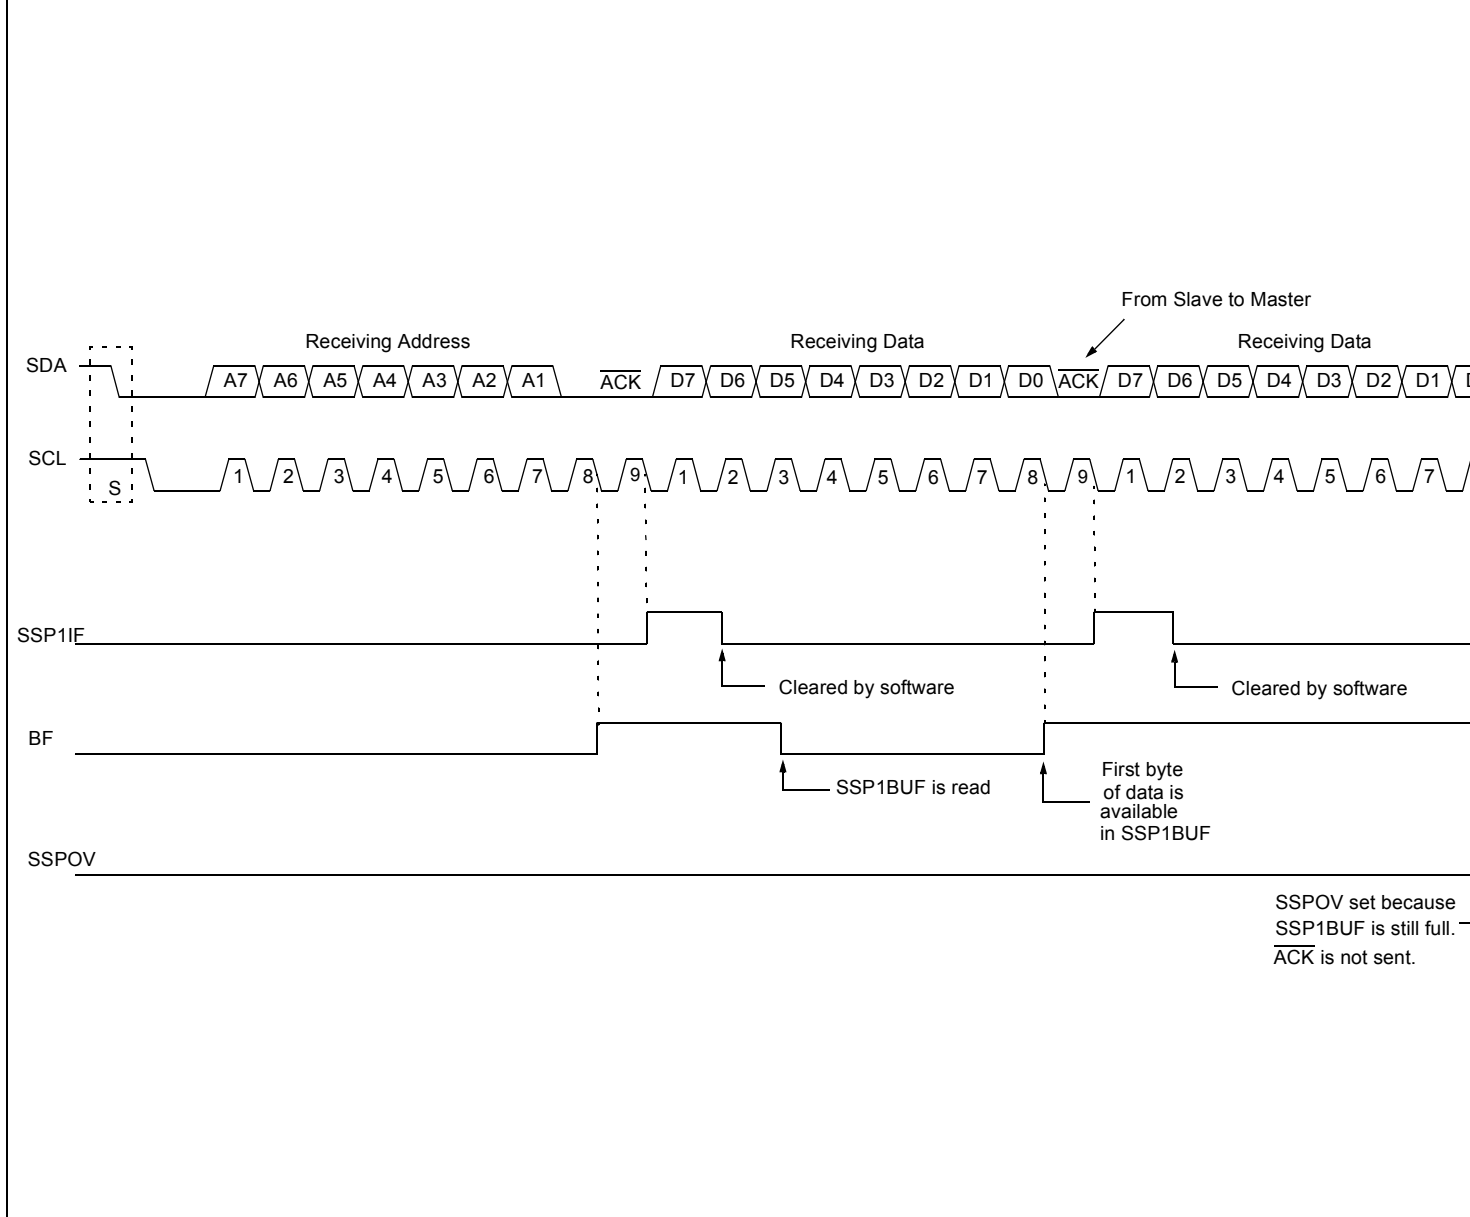 From Slave to Master
Receiving Address
Receiving Data
Receiving Data
SDA
A7 A6 A5 A4 A3 A2 A1 ACK D7 D6 D5 D4 D3 D2 D1 D0 ACK D7 D6 D5 D4 D3 D2 D1
SCL
S
1 2 3 4 5 6 7 8 9 1 2 3 4 5 6 7 8 9 1 2 3 4 5 6 7
SSP1IF
Cleared by software
Cleared by software
BF
SSP1BUF is read
First byte
of data is
available
in SSP1BUF
SSPOV
SSPOV set because
SSP1BUF is still full.
ACK is not sent.